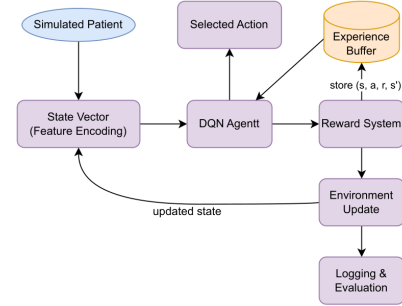 Simulated Patient
Selected Action
Experience
Buffer
store (s, a, r, s')
State Vector
(Feature Encoding)
DQN Agentt
Reward System
Environment
Update
updated state
Logging &
Evaluation